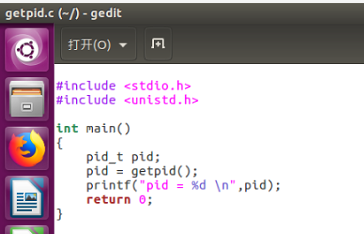 getpid.c (~/) - gedit
打开(O)
#include <stdio.h>
#include <unistd.h>
int main()
{
    pid_t pid;
    pid = getpid();
    printf("pid = %d \n",pid);
    return 0;
}